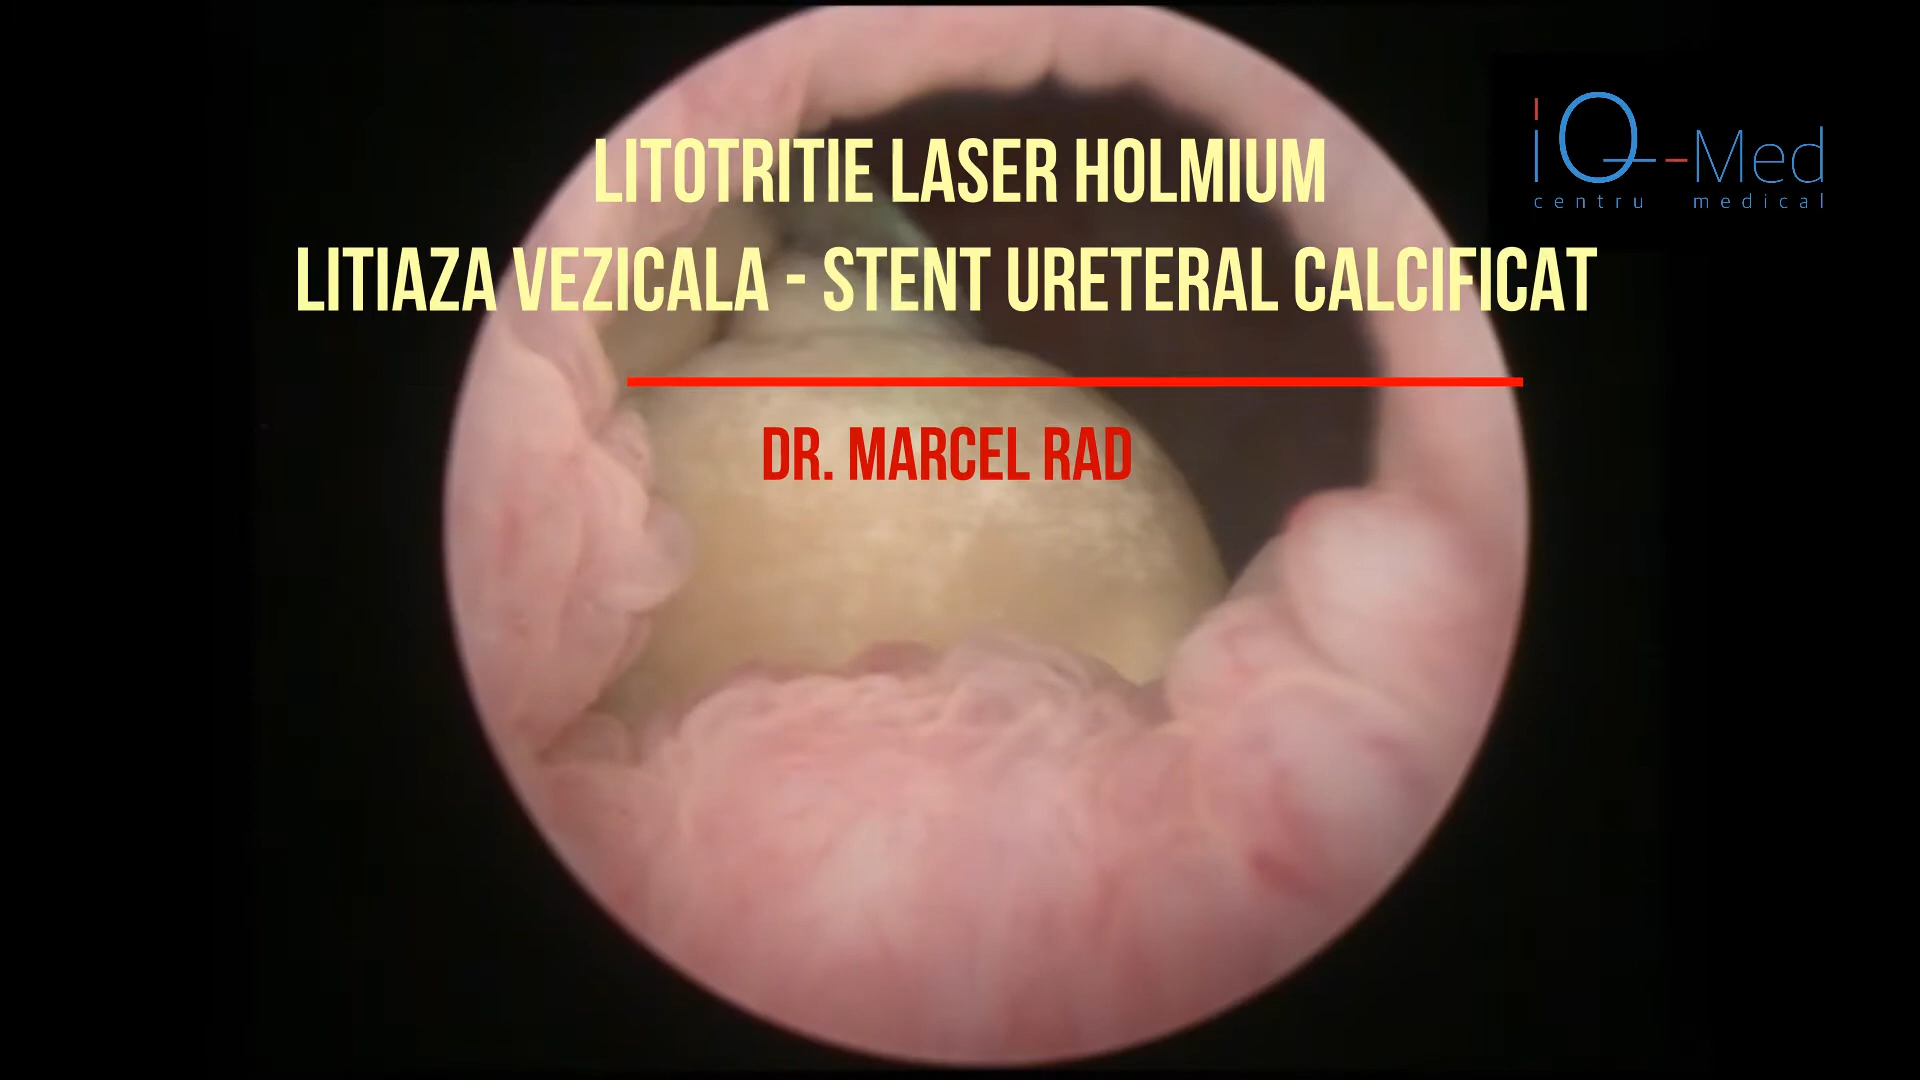 LITOTRITIE LASER HOLMIUM
LITIAZA VEZICALA - STENT URETERAL CALCIFICAT
DR. MARCEL RAD
iQ-Med
centru medical